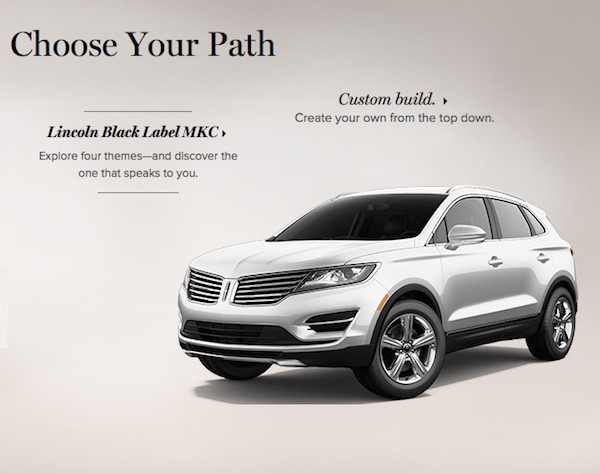 Choose Your Path
Lincoln Black Label MKC
Explore four themes—and discover the
one that speaks to you.
Custom build.
Create your own from the top down.